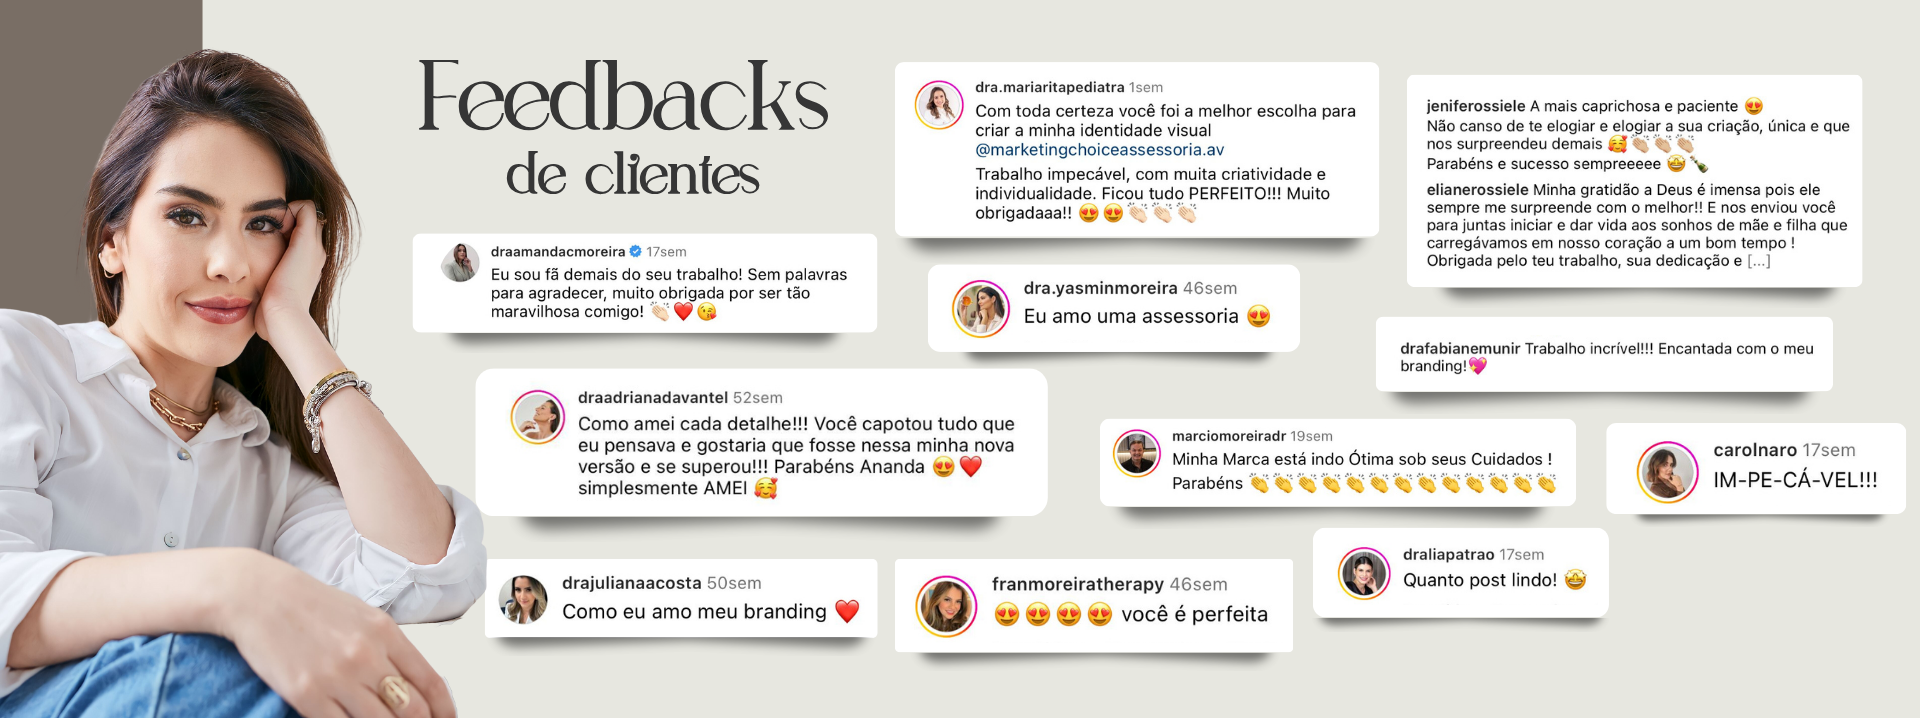 Feedbacks
de clientes
draamandacmoreira 17sem
Eu sou fã demais do seu trabalho! Sem palavras
para agradecer, muito obrigada por ser tão
maravilhosa comigo! 👏🏻❤️😘
dra.mariaritapediatra 1sem
Com toda certeza você foi a melhor escolha para
criar a minha identidade visual
@marketingchoiceassessoria.av
Trabalho impecável, com muita criatividade e
individualidade. Ficou tudo PERFEITO!!! Muito
obrigadaaa!! 😍😍👏🏻👏🏻👏🏻
jeniferossiele A mais caprichosa e paciente 😍
Não canso de te elogiar e elogiar a sua criação, única e que
nos surpreendeu demais 🥰👏🏻👏🏻👏🏻
Parabéns e sucesso sempreeeee 🤩🍾
elianerossiele Minha gratidão a Deus é imensa pois ele
sempre me surpreende com o melhor!! E nos enviou você
para juntas iniciar e dar vida aos sonhos de mãe e filha que
carregávamos em nosso coração a um bom tempo !
Obrigada pelo teu trabalho, sua dedicação e [...]
dra.yasminmoreira 46sem
Eu amo uma assessoria 😍
drafabianemunir Trabalho incrível!!! Encantada com o meu
branding!💖
draadrianadavantel 52sem
Como amei cada detalhe!!! Você capotou tudo que
eu pensava e gostaria que fosse nessa minha nova
versão e se superou!!! Parabéns Ananda 😍❤️
simplesmente AMEI 🥰
marciomoreiradr 19sem
Minha Marca está indo Ótima sob seus Cuidados !
Parabéns 👏👏👏👏👏👏👏👏👏👏👏👏👏
carolnaro 17sem
IM-PE-CÁ-VEL!!!
drajulianaacosta 50sem
Como eu amo meu branding ❤️
franmoreiratherapy 46sem
😍😍😍😍 você é perfeita
draliapatrao 17sem
Quanto post lindo! 🤩